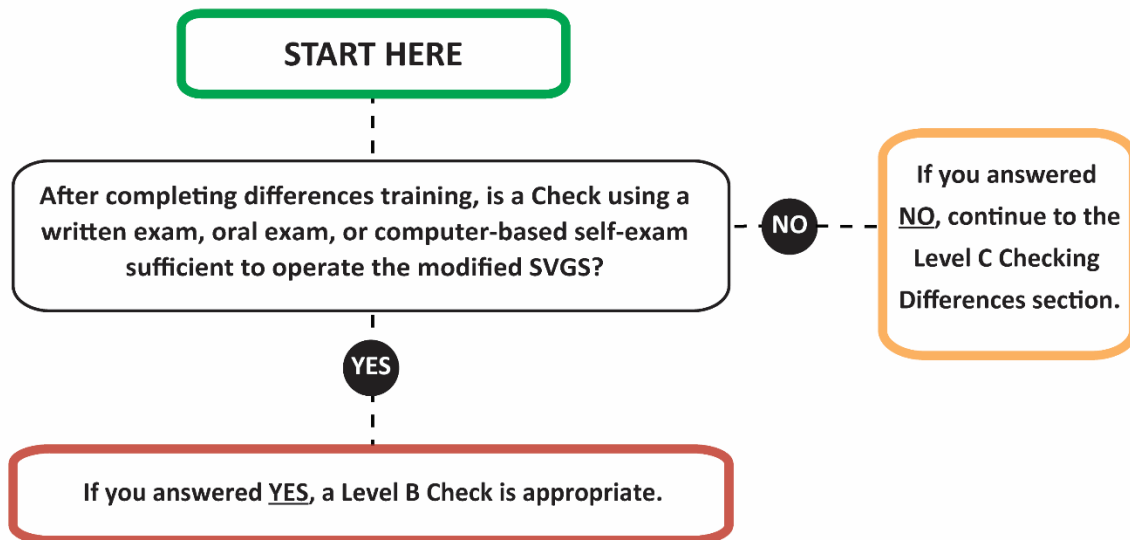 START HERE
After completing differences training, is a Check using a
written exam, oral exam, or computer-based self-exam
sufficient to operate the modified SVGS?
NO
If you answered
NO, continue to the
Level C Checking
Differences section.
YES
If you answered YES, a Level B Check is appropriate.